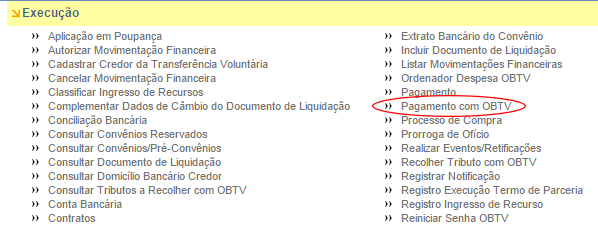 Execução
Aplicação em Poupança
Autorizar Movimentação Financeira
Cadastrar Credor da Transferência Voluntária
Cancelar Movimentação Financeira
Classificar Ingresso de Recursos
Complementar Dados de Câmbio do Documento de Liquidação
Conciliação Bancária
Consultar Convênios Reservados
Consultar Convênios/Pré-Convênios
Consultar Documento de Liquidação
Consultar Domicílio Bancário Credor
Consultar Tributos a Recolher com OBTV
Conta Bancária
Contratos
Extrato Bancário do Convênio
Incluir Documento de Liquidação
Listar Movimentações Financeiras
Ordenador Despesa OBTV
Pagamento
Pagamento com OBTV
Processo de Compra
Prorroga de Ofício
Realizar Eventos/Retificações
Recolher Tributo com OBTV
Registrar Notificação
Registro Execução Termo de Parceria
Registro Ingresso de Recurso
Reiniciar Senha OBTV